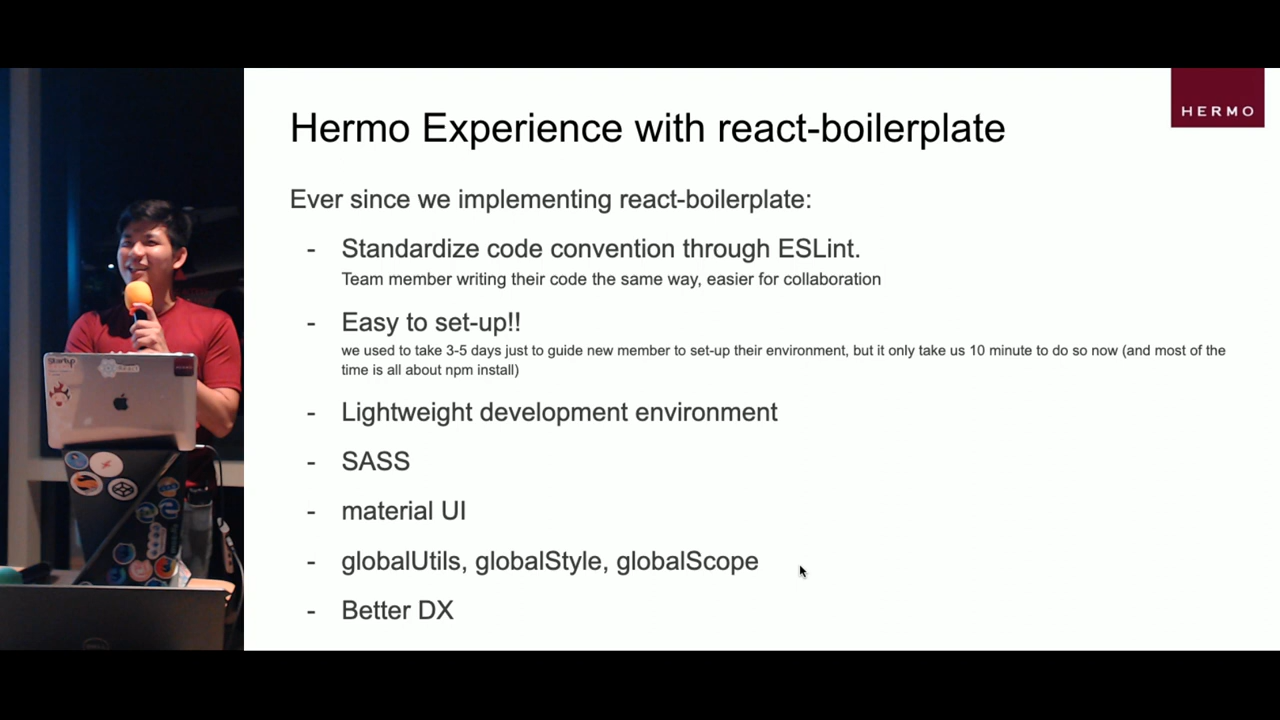 HERMO
Hermo Experience with react-boilerplate
Ever since we implementing react-boilerplate:
- Standardize code convention through ESLint.
Team member writing their code the same way, easier for collaboration
- Easy to set-up!!
we used to take 3-5 days just to guide new member to set-up their environment, but it only take us 10 minute to do so now (and most of the
time is all about npm install)
- Lightweight development environment
- SASS
- material UI
- globalUtils, globalStyle, globalScope
- Better DX
startup
React
HERMO